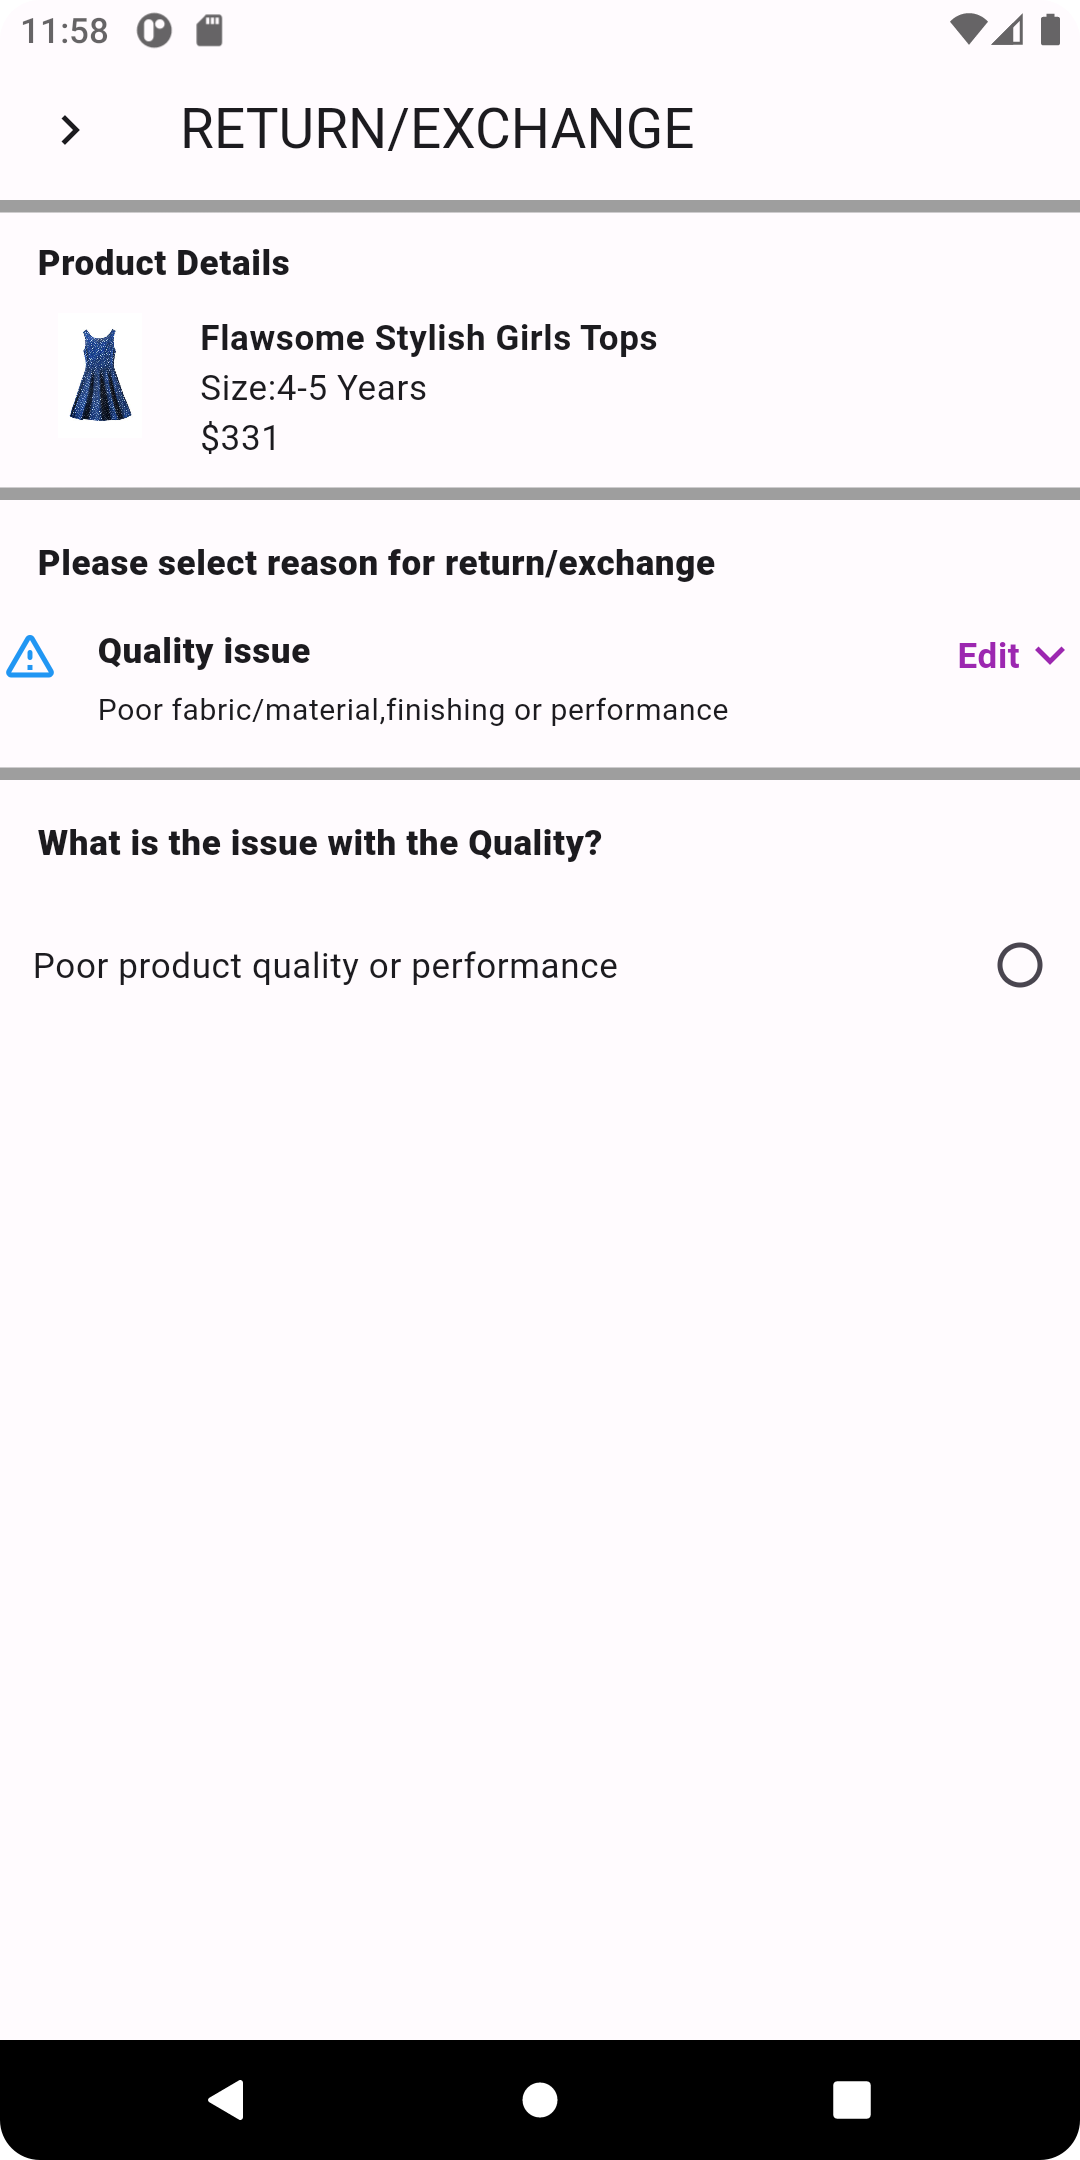 11:58
RETURN/EXCHANGE
Product Details
Flawsome Stylish Girls Tops
Size:4-5 Years
$331
Please select reason for return/exchange
Quality issue
Edit
Poor fabric/material,finishing or performance
What is the issue with the Quality?
Poor product quality or performance